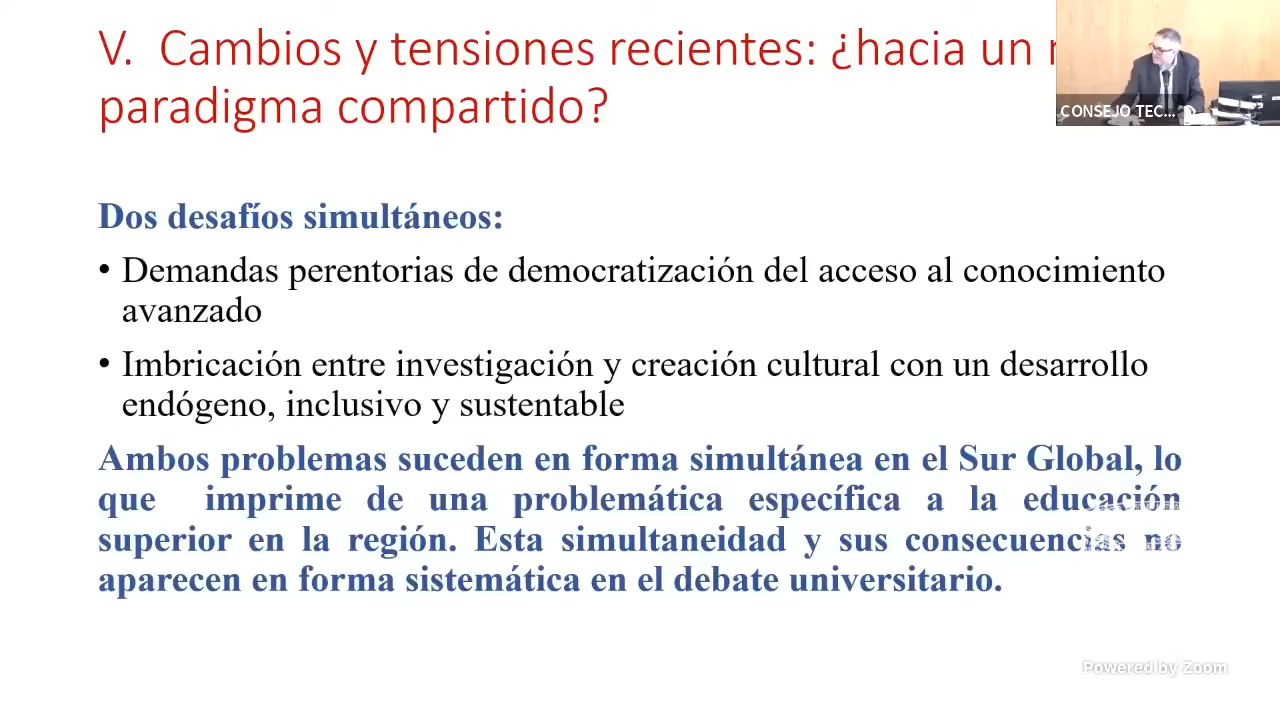 V. Cambios y tensiones recientes: ¿hacia un
paradigma compartido?
CONSEJO TEC...
Dos desafíos simultáneos:
• Demandas perentorias de democratización del acceso al conocimiento
avanzado
• Imbricación entre investigación y creación cultural con un desarrollo
endógeno, inclusivo y sustentable
Ambos problemas suceden en forma simultánea en el Sur Global, lo
que imprime de una problemática específica a la educación
superior en la región. Esta simultaneidad y sus consecuencias no
aparecen en forma sistemática en el debate universitario.
Powered by Zoom